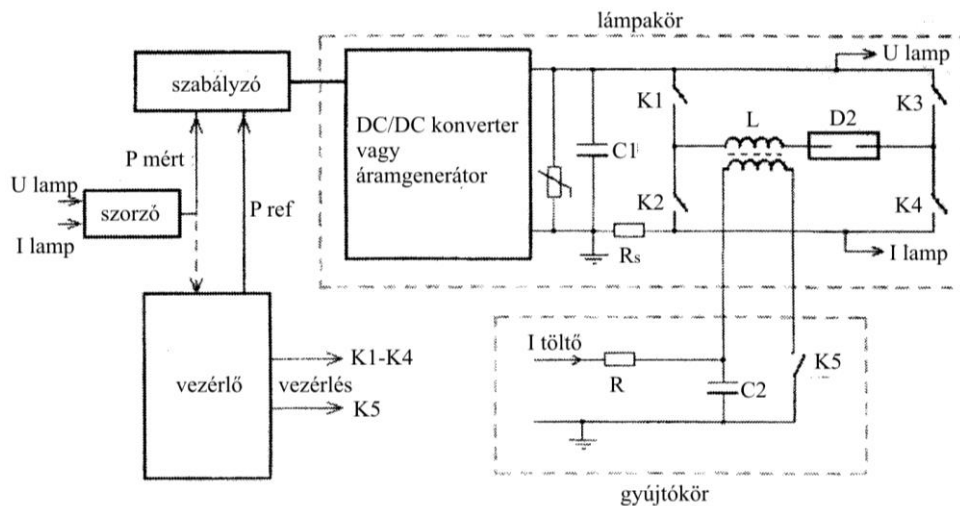 lámpakör
U lamp
szabályzó
K1
K3
DC/DC konverter
vagy
áramgenerátor
L
D2
P mért
C1
U lamp
szorzó
P ref
K2
K4
I lamp
Rs
I lamp
I töltő
K5
K1-K4
R
C2
vezérlő
vezérlés
K5
gyújtókör